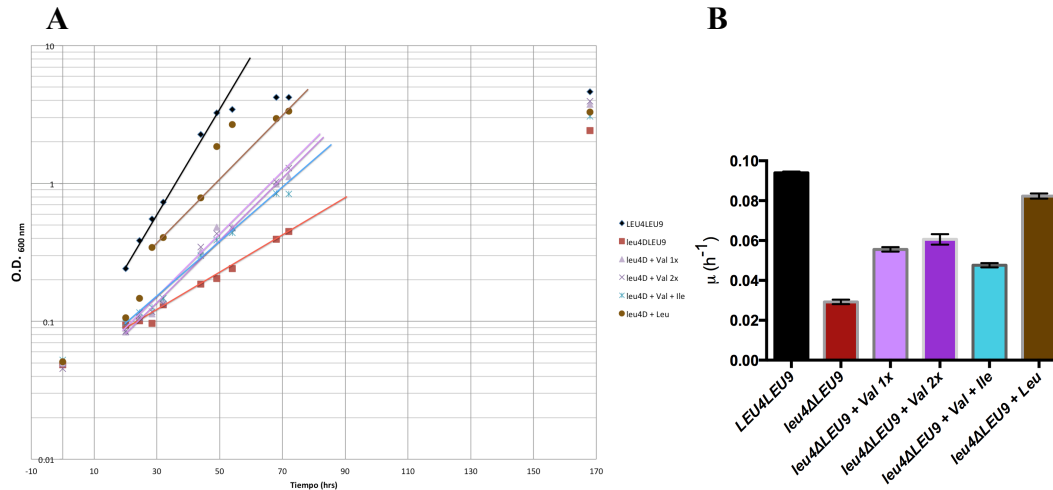 A
10
1
0.1
0.01
O.D. 600 nm
-10
10
30
50
70
90
110
130
150
170
Tiempo (hrs)
LEU4LEU9
leu4DLEU9
leu4D + Val 1x
leu4D + Val 2x
leu4D + Val + Ile
leu4D + Leu
B
0.10
0.08
0.06
0.04
0.02
0.00
μ (h⁻¹)
LEU4LEU9
leu4ΔLEU9
leu4ΔLEU9 + Val 1x
leu4ΔLEU9 + Val 2x
leu4ΔLEU9 + Val + Ile
leu4ΔLEU9 + Leu